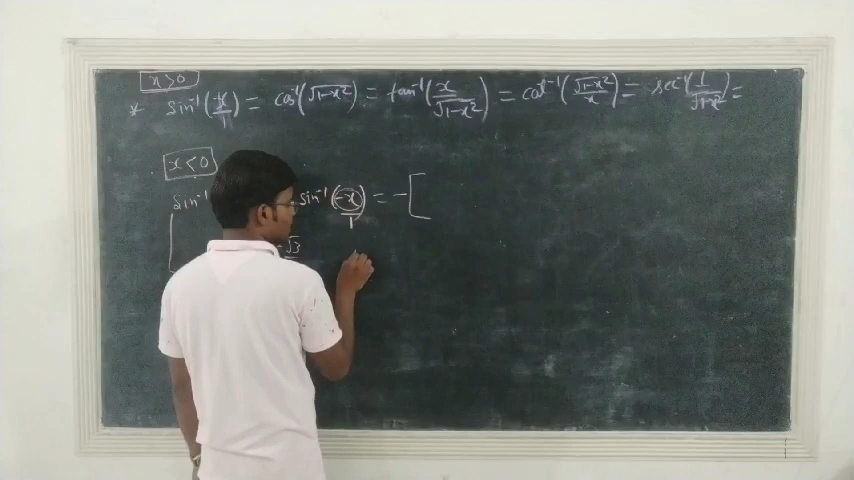 x>0
* sin⁻¹(x/1) = cos⁻¹(√1-x²) = tan⁻¹(x/√1-x²) = cot⁻¹(√1-x²/x) = sec⁻¹(1/√1-x²) =
x<0
sin⁻¹ sin⁻¹(-x/1) = -[
-√3